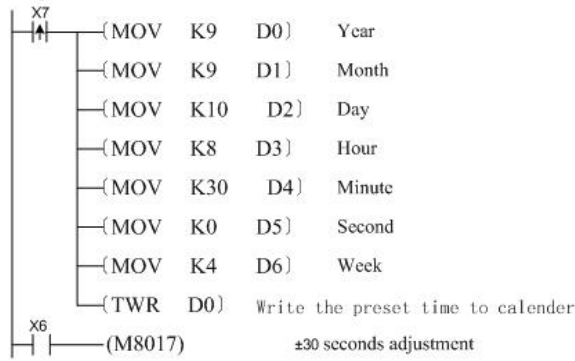 X7
(MOV K9 D0) Year
(MOV K9 D1) Month
(MOV K10 D2) Day
(MOV K8 D3) Hour
(MOV K30 D4) Minute
(MOV K0 D5) Second
(MOV K4 D6) Week
(TWR D0) Write the preset time to calender
X6
(M8017) ±30 seconds adjustment